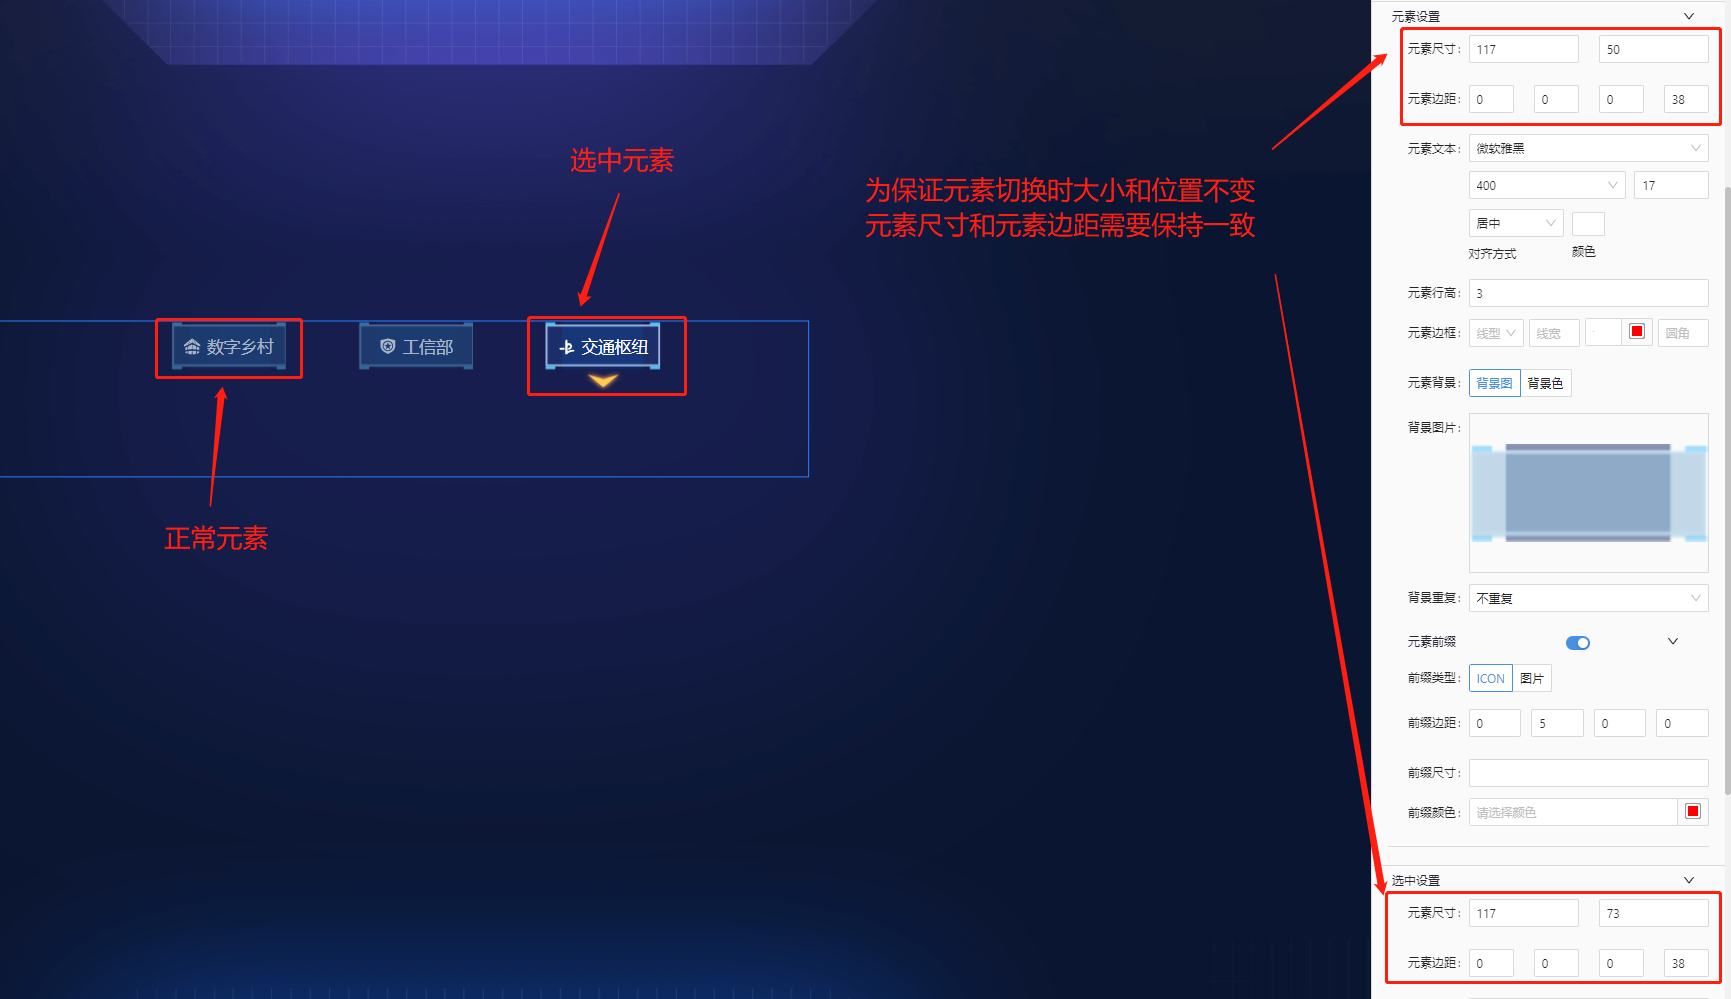 选中元素
为保证元素切换时大小和位置不变
元素尺寸和元素边距需要保持一致
数字乡村
工信部
交通枢纽
正常元素
元素设置
元素尺寸: 117 50
元素边距: 0 0 0 38
元素文本: 微软雅黑
400 17
居中
对齐方式 颜色
元素行高: 3
元素边框: 线型 线宽 圆角
元素背景: 背景图 背景色
背景图片:
背景重复: 不重复
元素前缀
前缀类型: ICON 图片
前缀边距: 0 5 0 0
前缀尺寸:
前缀颜色: 请选择颜色
选中设置
元素尺寸: 117 73
元素边距: 0 0 0 38